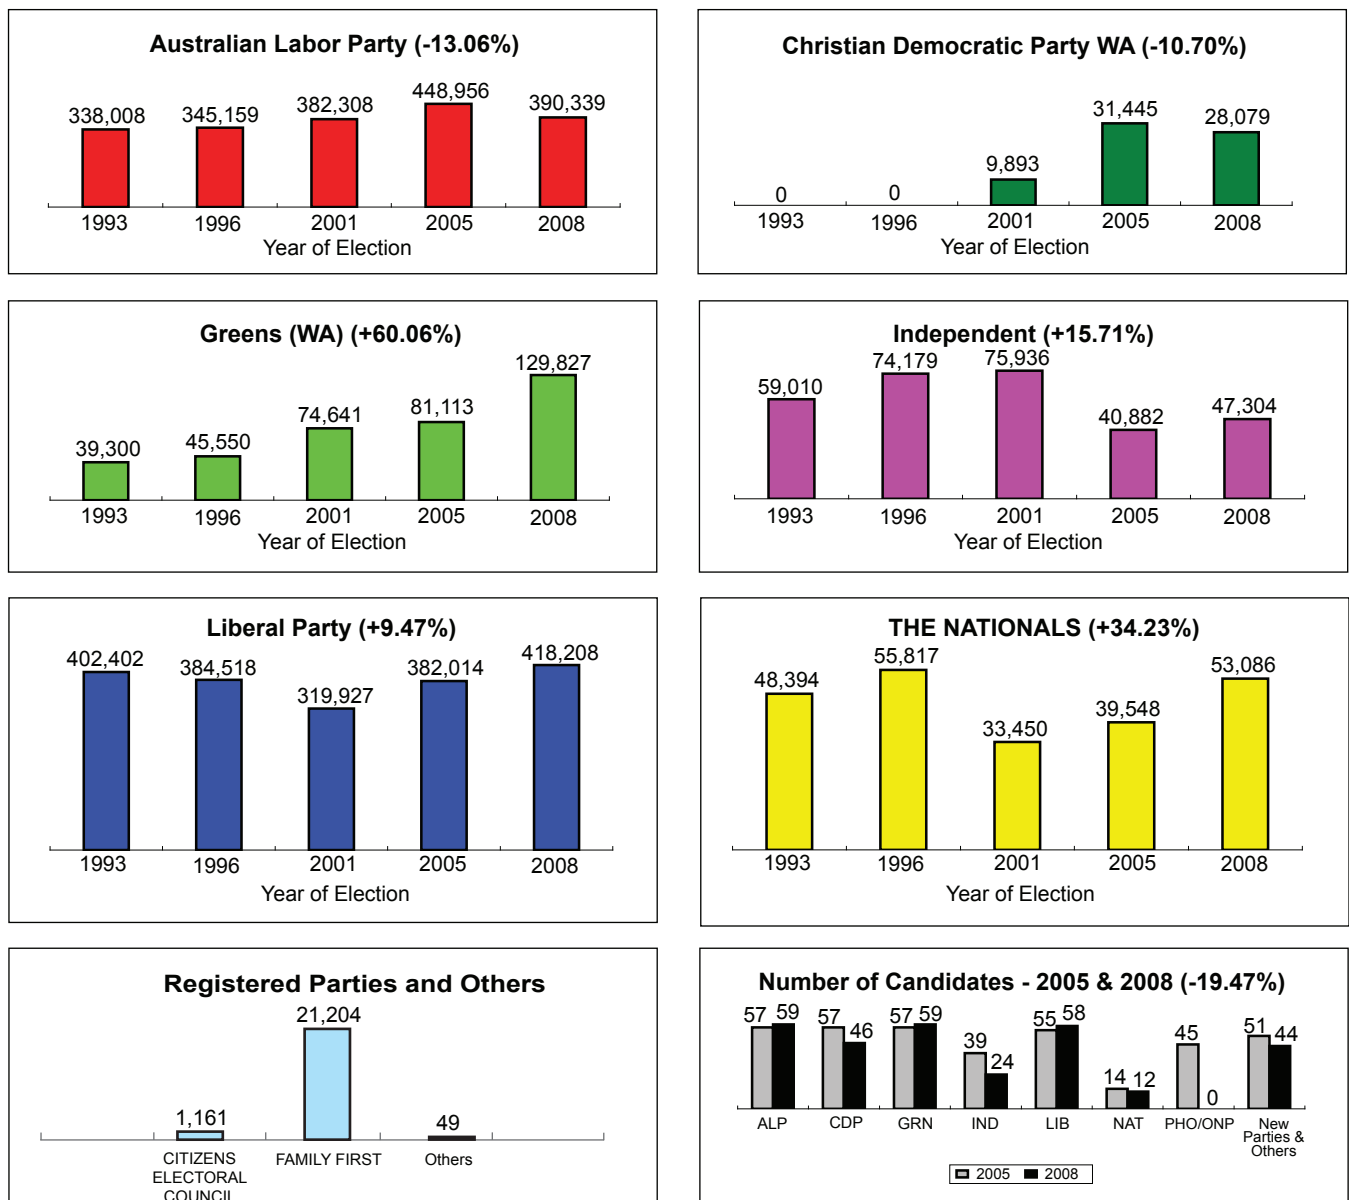 Australian Labor Party (-13.06%)
338,008
345,159
382,308
448,956
390,339
1993
1996
2001
2005
2008
Year of Election
Christian Democratic Party WA (-10.70%)
0
0
9,893
31,445
28,079
1993
1996
2001
2005
2008
Year of Election
Greens (WA) (+60.06%)
39,300
45,550
74,641
81,113
129,827
1993
1996
2001
2005
2008
Year of Election
Independent (+15.71%)
59,010
74,179
75,936
40,882
47,304
1993
1996
2001
2005
2008
Year of Election
Liberal Party (+9.47%)
402,402
384,518
319,927
382,014
418,208
1993
1996
2001
2005
2008
Year of Election
THE NATIONALS (+34.23%)
48,394
55,817
33,450
39,548
53,086
1993
1996
2001
2005
2008
Year of Election
Registered Parties and Others
1,161
21,204
49
CITIZENS
ELECTORAL
COUNCIL
FAMILY FIRST
Others
Number of Candidates - 2005 & 2008 (-19.47%)
57 59
57 46
57 59
39 24
55 58
14 12
45 0
51 44
ALP
CDP
GRN
IND
LIB
NAT
PHO/ONP
New
Parties &
Others
2005 2008